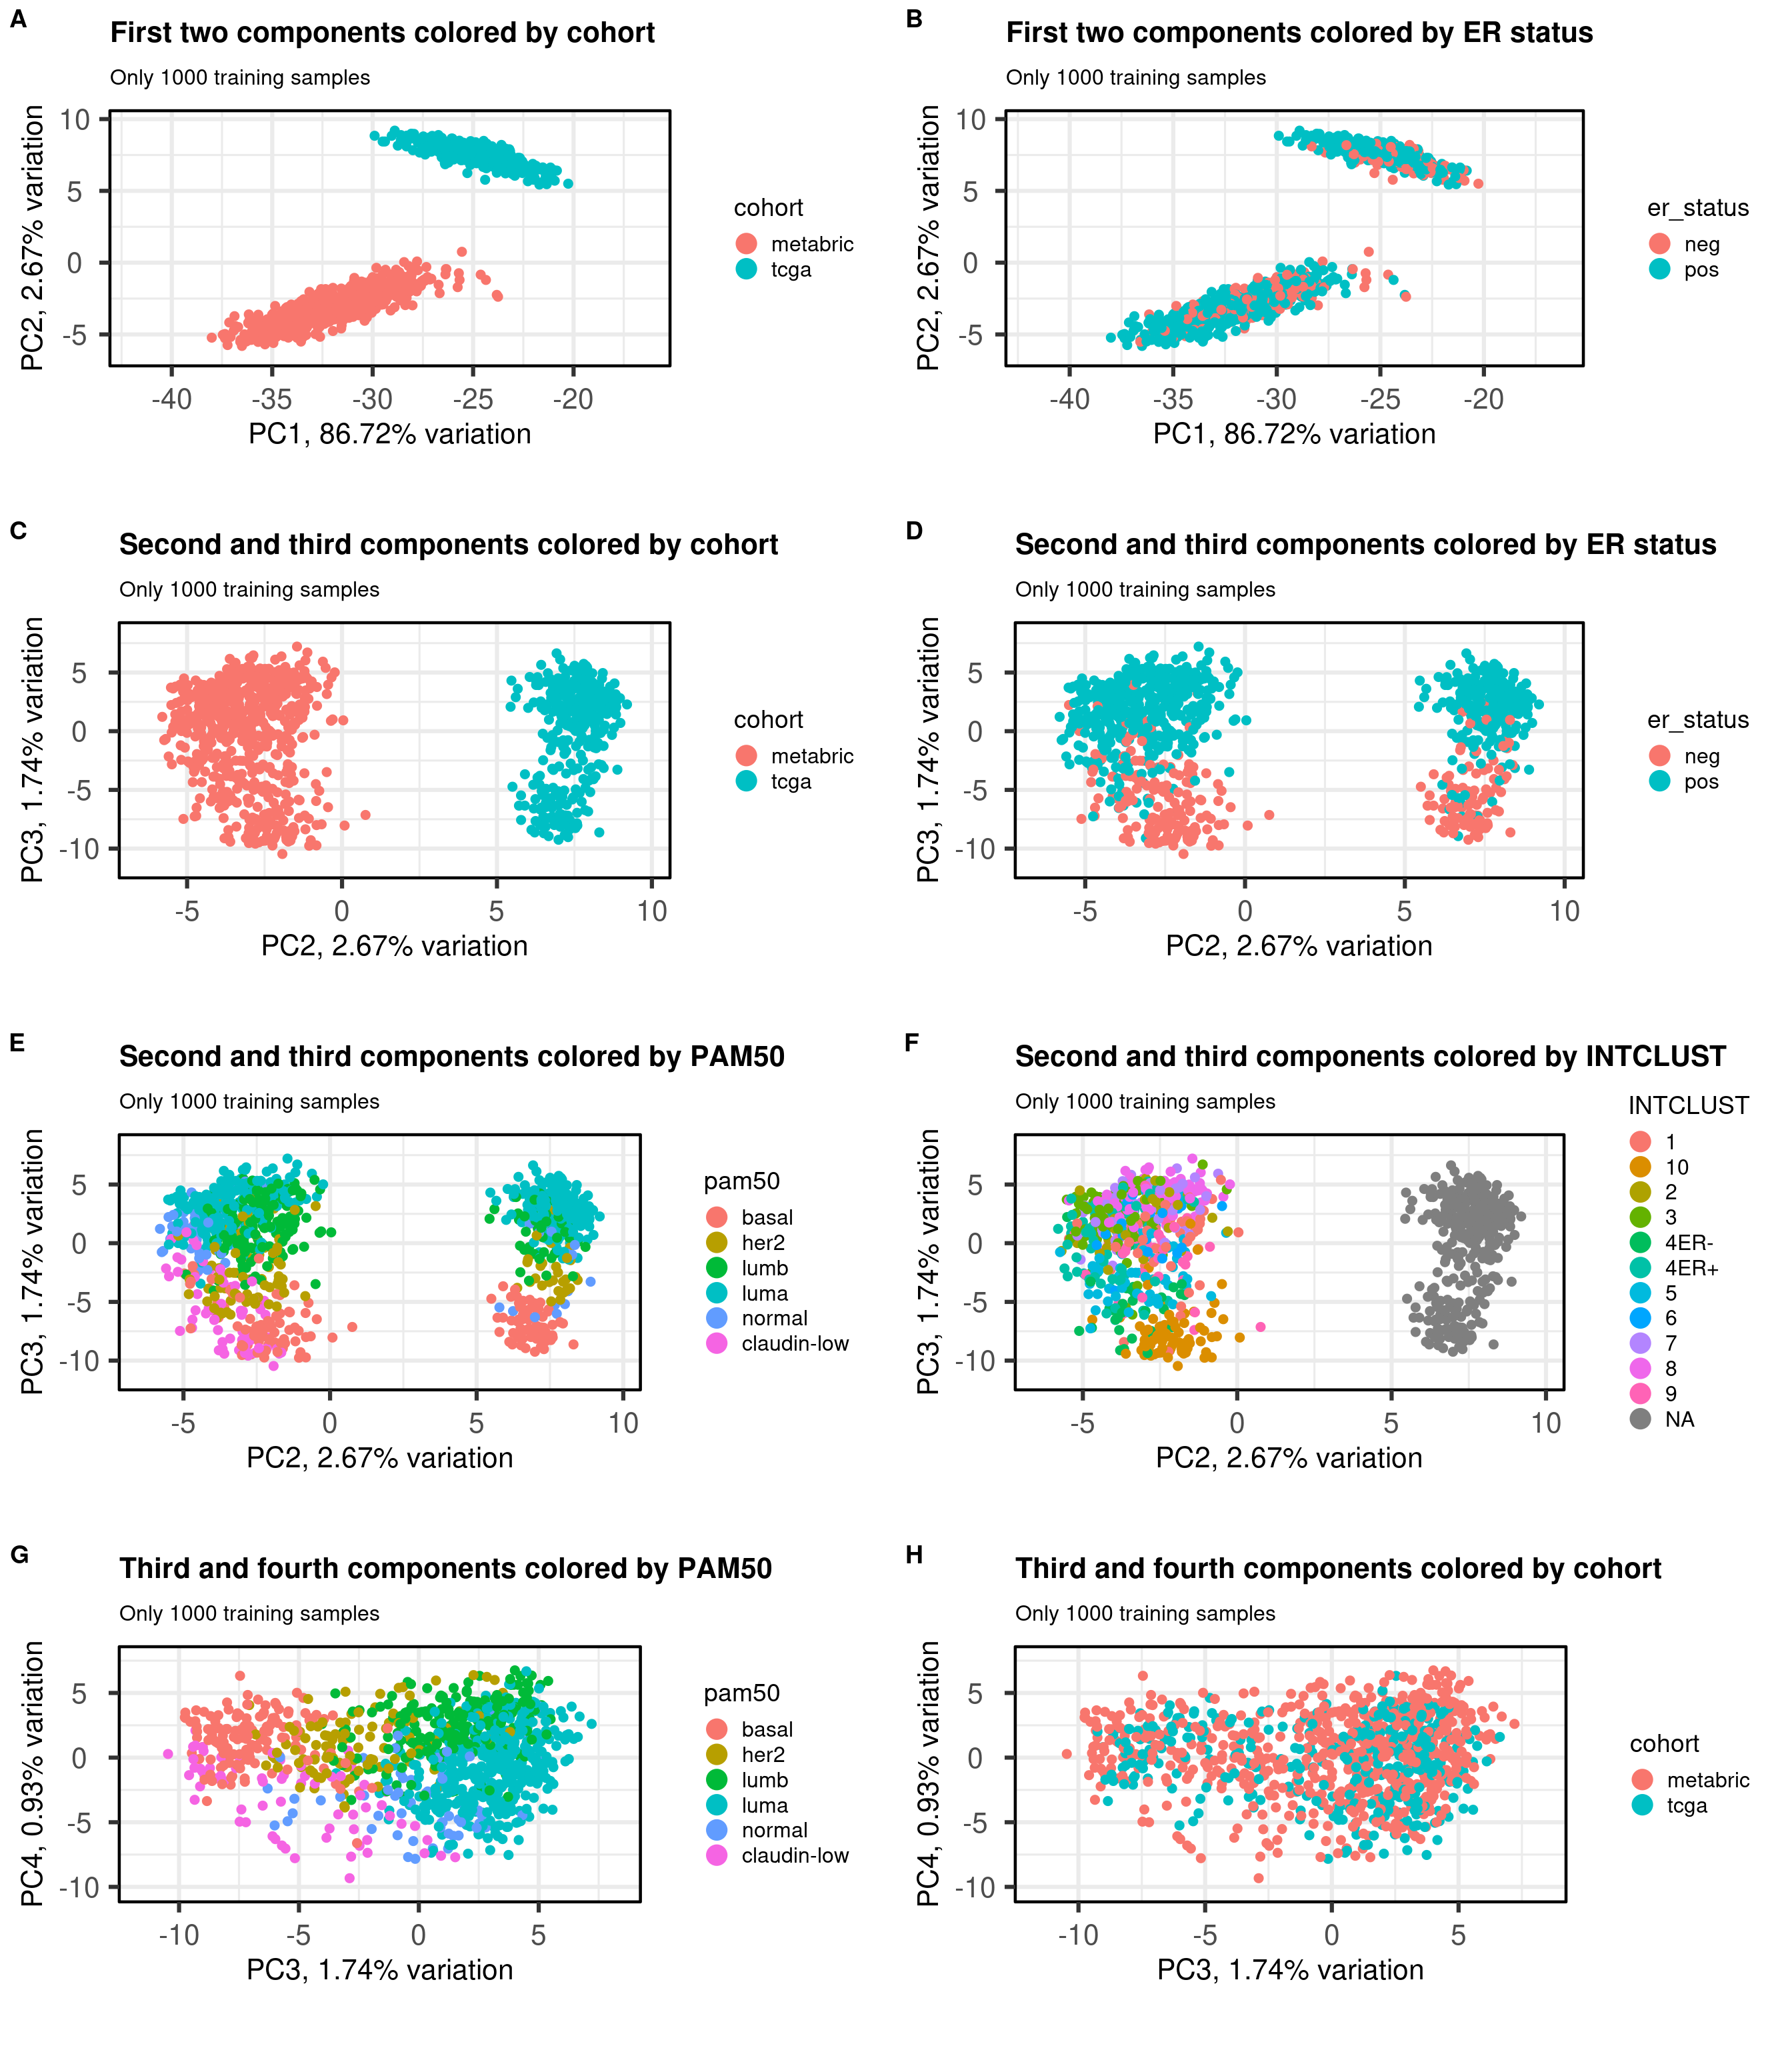 A
First two components colored by cohort
Only 1000 training samples
PC2, 2.67% variation
10
5
0
-5
-40 -35 -30 -25 -20
PC1, 86.72% variation
cohort
metabric
tcga
B
First two components colored by ER status
Only 1000 training samples
PC2, 2.67% variation
10
5
0
-5
-40 -35 -30 -25 -20
PC1, 86.72% variation
er_status
neg
pos
C
Second and third components colored by cohort
Only 1000 training samples
PC3, 1.74% variation
5
0
-5
-10
-5 0 5 10
PC2, 2.67% variation
cohort
metabric
tcga
D
Second and third components colored by ER status
Only 1000 training samples
PC3, 1.74% variation
5
0
-5
-10
-5 0 5 10
PC2, 2.67% variation
er_status
neg
pos
E
Second and third components colored by PAM50
Only 1000 training samples
PC3, 1.74% variation
5
0
-5
-10
-5 0 5 10
PC2, 2.67% variation
pam50
basal
her2
lumb
luma
normal
claudin-low
F
Second and third components colored by INTCLUST
Only 1000 training samples
PC3, 1.74% variation
5
0
-5
-10
-5 0 5 10
PC2, 2.67% variation
INTCLUST
1
10
2
3
4ER-
4ER+
5
6
7
8
9
NA
G
Third and fourth components colored by PAM50
Only 1000 training samples
PC4, 0.93% variation
5
0
-5
-10
-10 -5 0 5
PC3, 1.74% variation
pam50
basal
her2
lumb
luma
normal
claudin-low
H
Third and fourth components colored by cohort
Only 1000 training samples
PC4, 0.93% variation
5
0
-5
-10
-10 -5 0 5
PC3, 1.74% variation
cohort
metabric
tcga